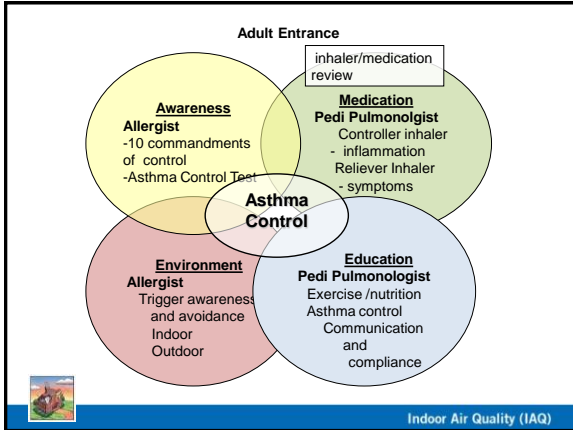 Adult Entrance
inhaler/medication
review
Awareness
Allergist
-10 commandments
of control
-Asthma Control Test
Medication
Pedi Pulmonolgist
Controller inhaler
- inflammation
Reliever Inhaler
- symptoms
Asthma
Control
Environment
Allergist
Trigger awareness
and avoidance
Indoor
Outdoor
Education
Pedi Pulmonologist
Exercise /nutrition
Asthma control
Communication
and
compliance
Indoor Air Quality (IAQ)